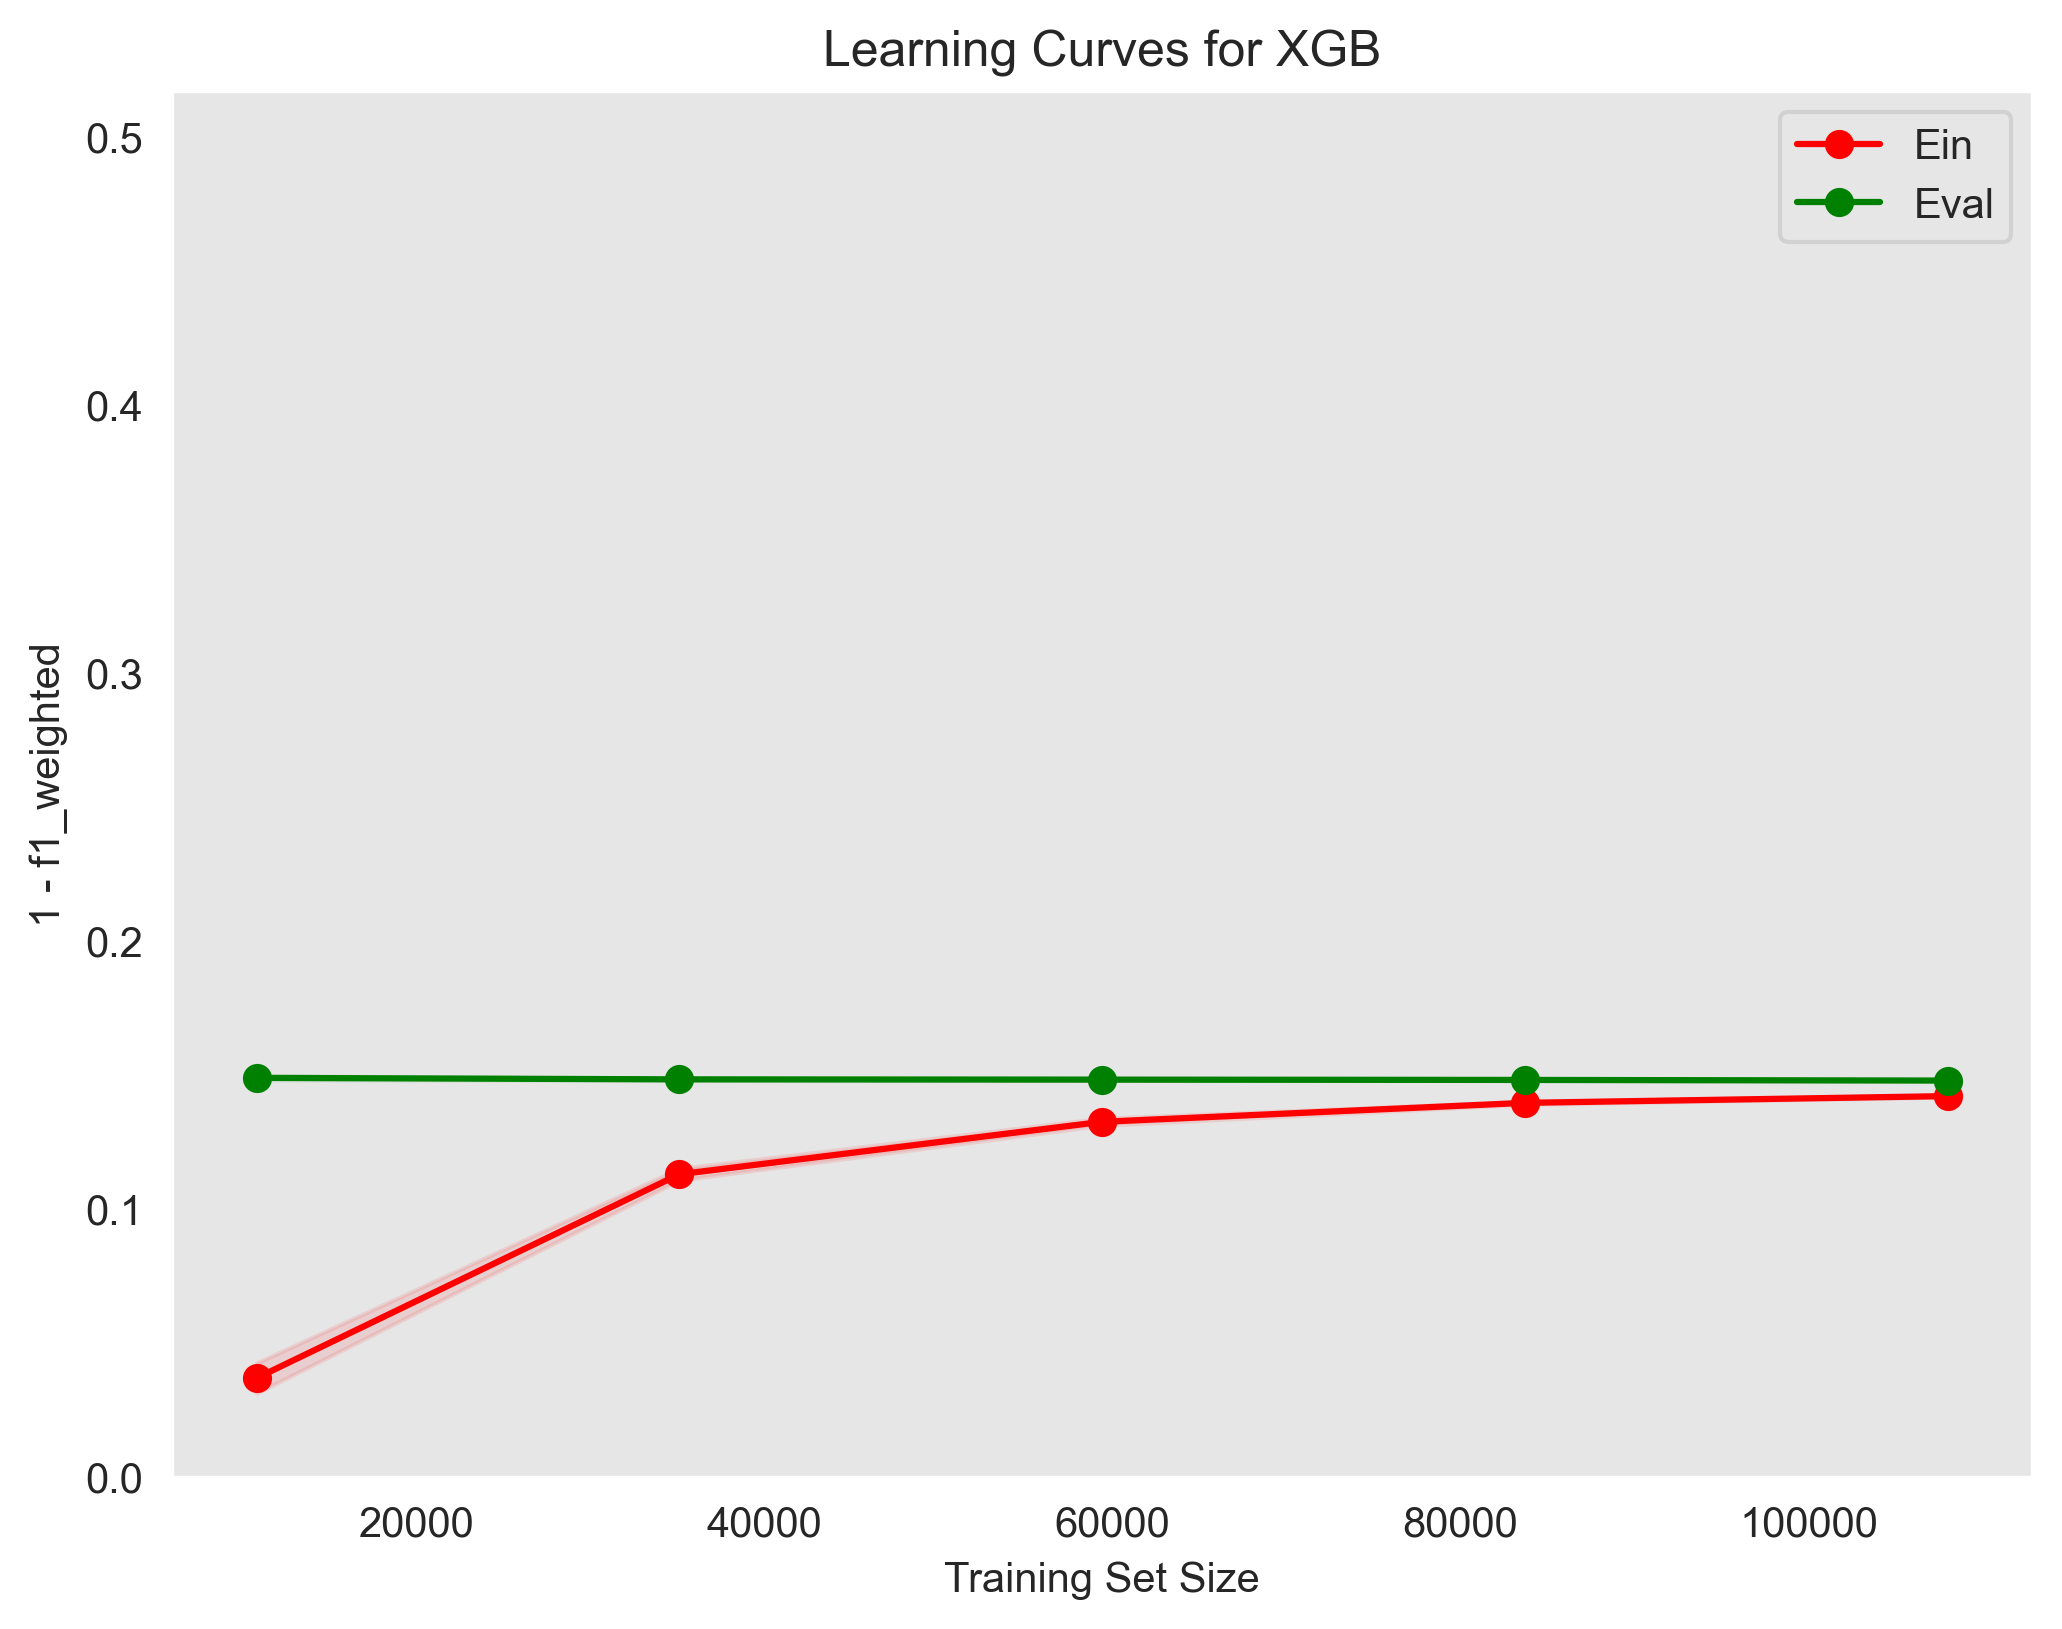 Learning Curves for XGB
Ein
Eval
1 - f1_weighted
0.5
0.4
0.3
0.2
0.1
0.0
20000 40000 60000 80000 100000
Training Set Size